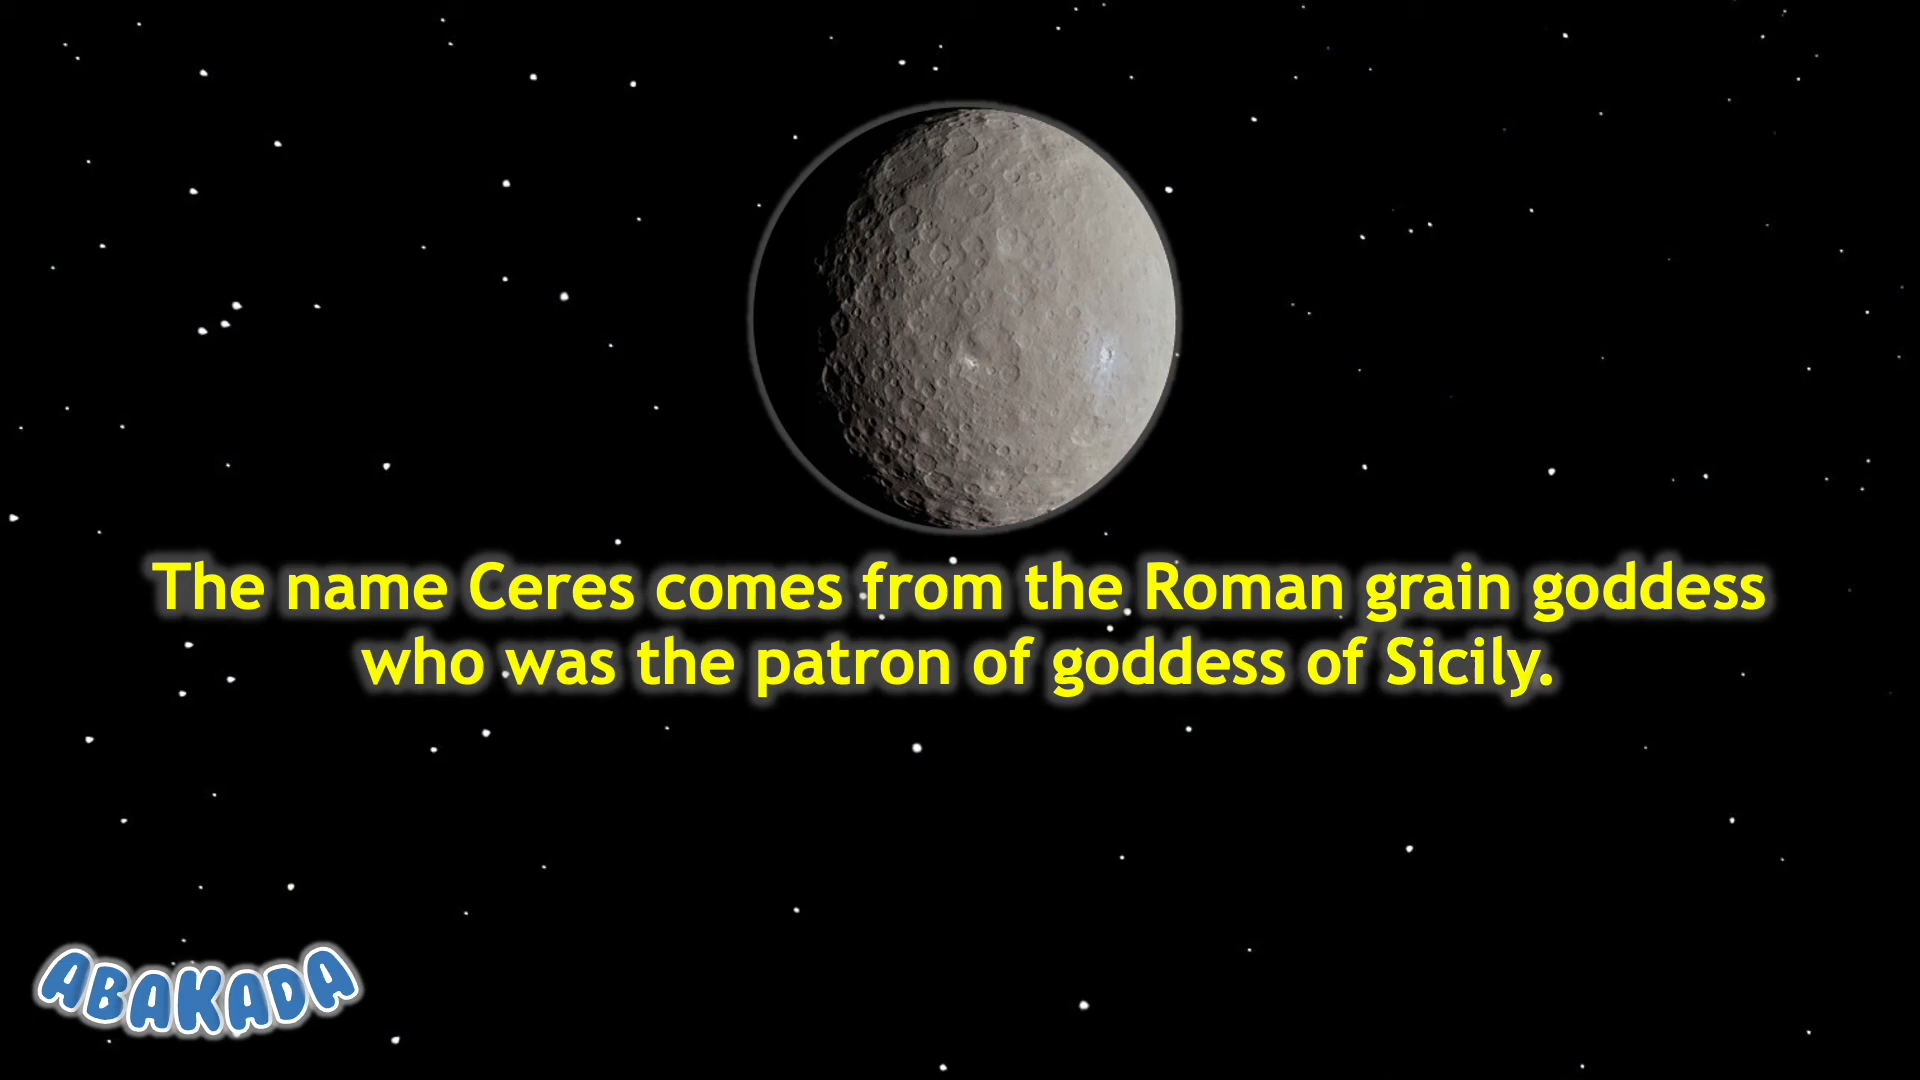 The name Ceres comes from the Roman grain goddess
who was the patron of goddess of Sicily.
ABAKADA